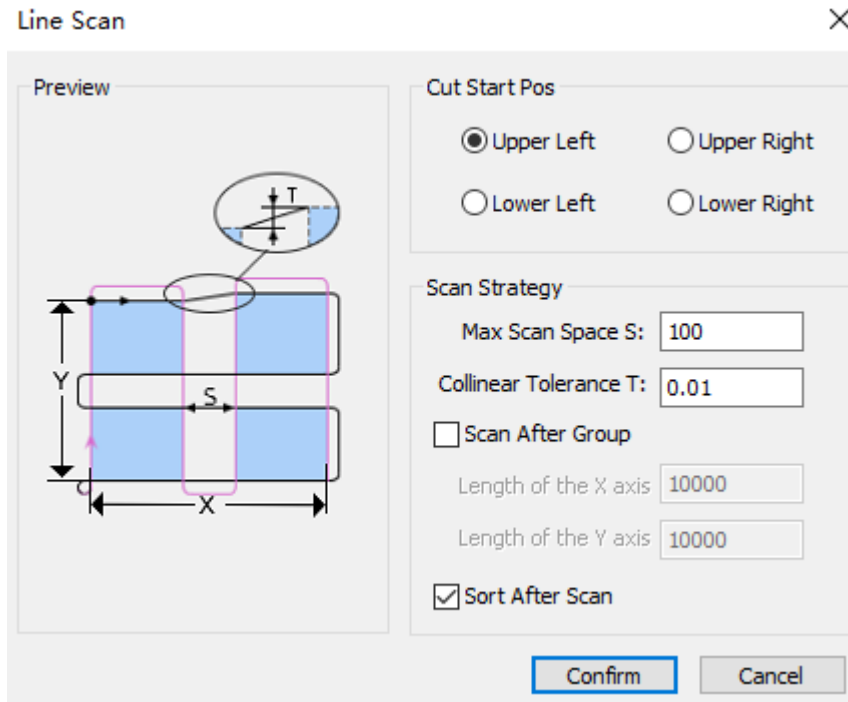 Line Scan
Preview
T
Y
S
X
Cut Start Pos
Upper Left
Upper Right
Lower Left
Lower Right
Scan Strategy
Max Scan Space S: 100
Collinear Tolerance T: 0.01
Scan After Group
Length of the X axis 10000
Length of the Y axis 10000
Sort After Scan
Confirm
Cancel